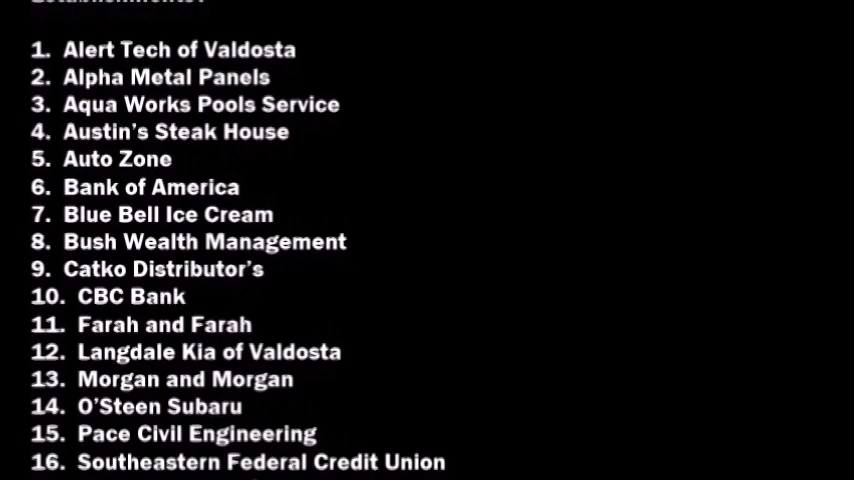 1. Alert Tech of Valdosta
2. Alpha Metal Panels
3. Aqua Works Pools Service
4. Austin's Steak House
5. Auto Zone
6. Bank of America
7. Blue Bell Ice Cream
8. Bush Wealth Management
9. Catko Distributor's
10. CBC Bank
11. Farah and Farah
12. Langdale Kia of Valdosta
13. Morgan and Morgan
14. O'Steen Subaru
15. Pace Civil Engineering
16. Southeastern Federal Credit Union